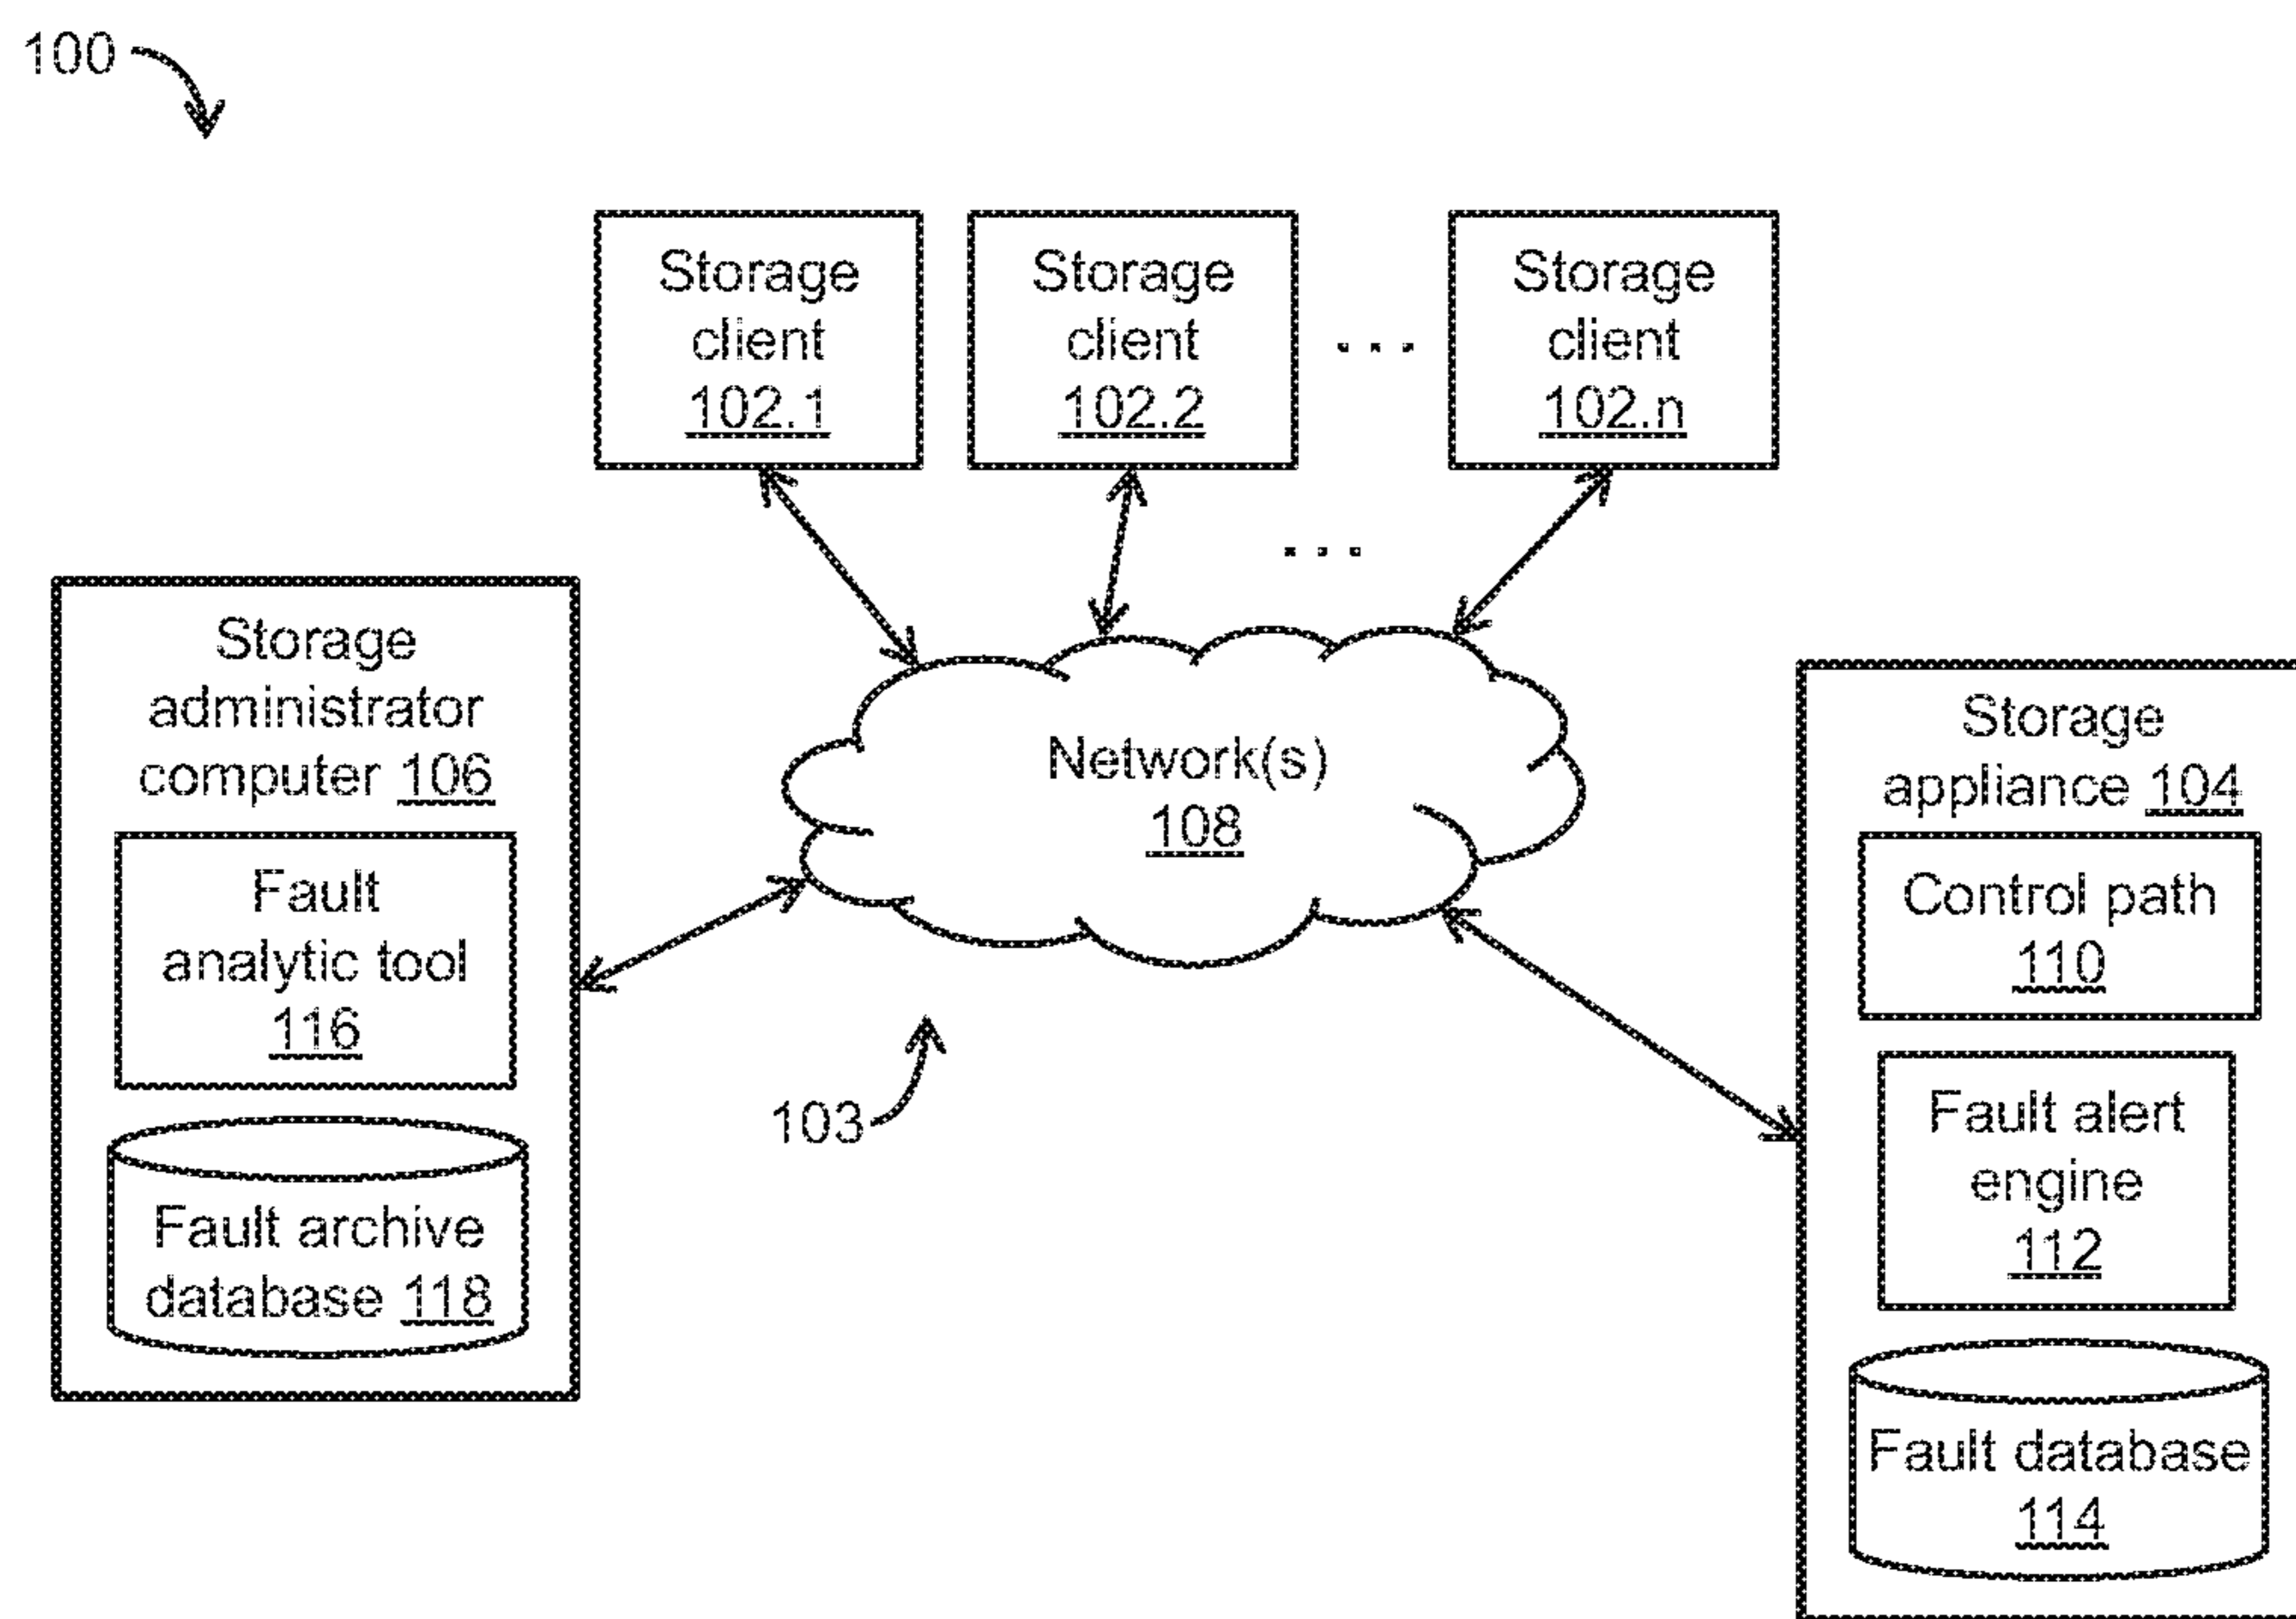 100
Storage
client
102.1
Storage
client
102.2
...
Storage
client
102.n
...
Storage
administrator
computer 106
Fault
analytic tool
116
Fault archive
database 118
Network(s)
108
103
Storage
appliance 104
Control path
110
Fault alert
engine
112
Fault database
114